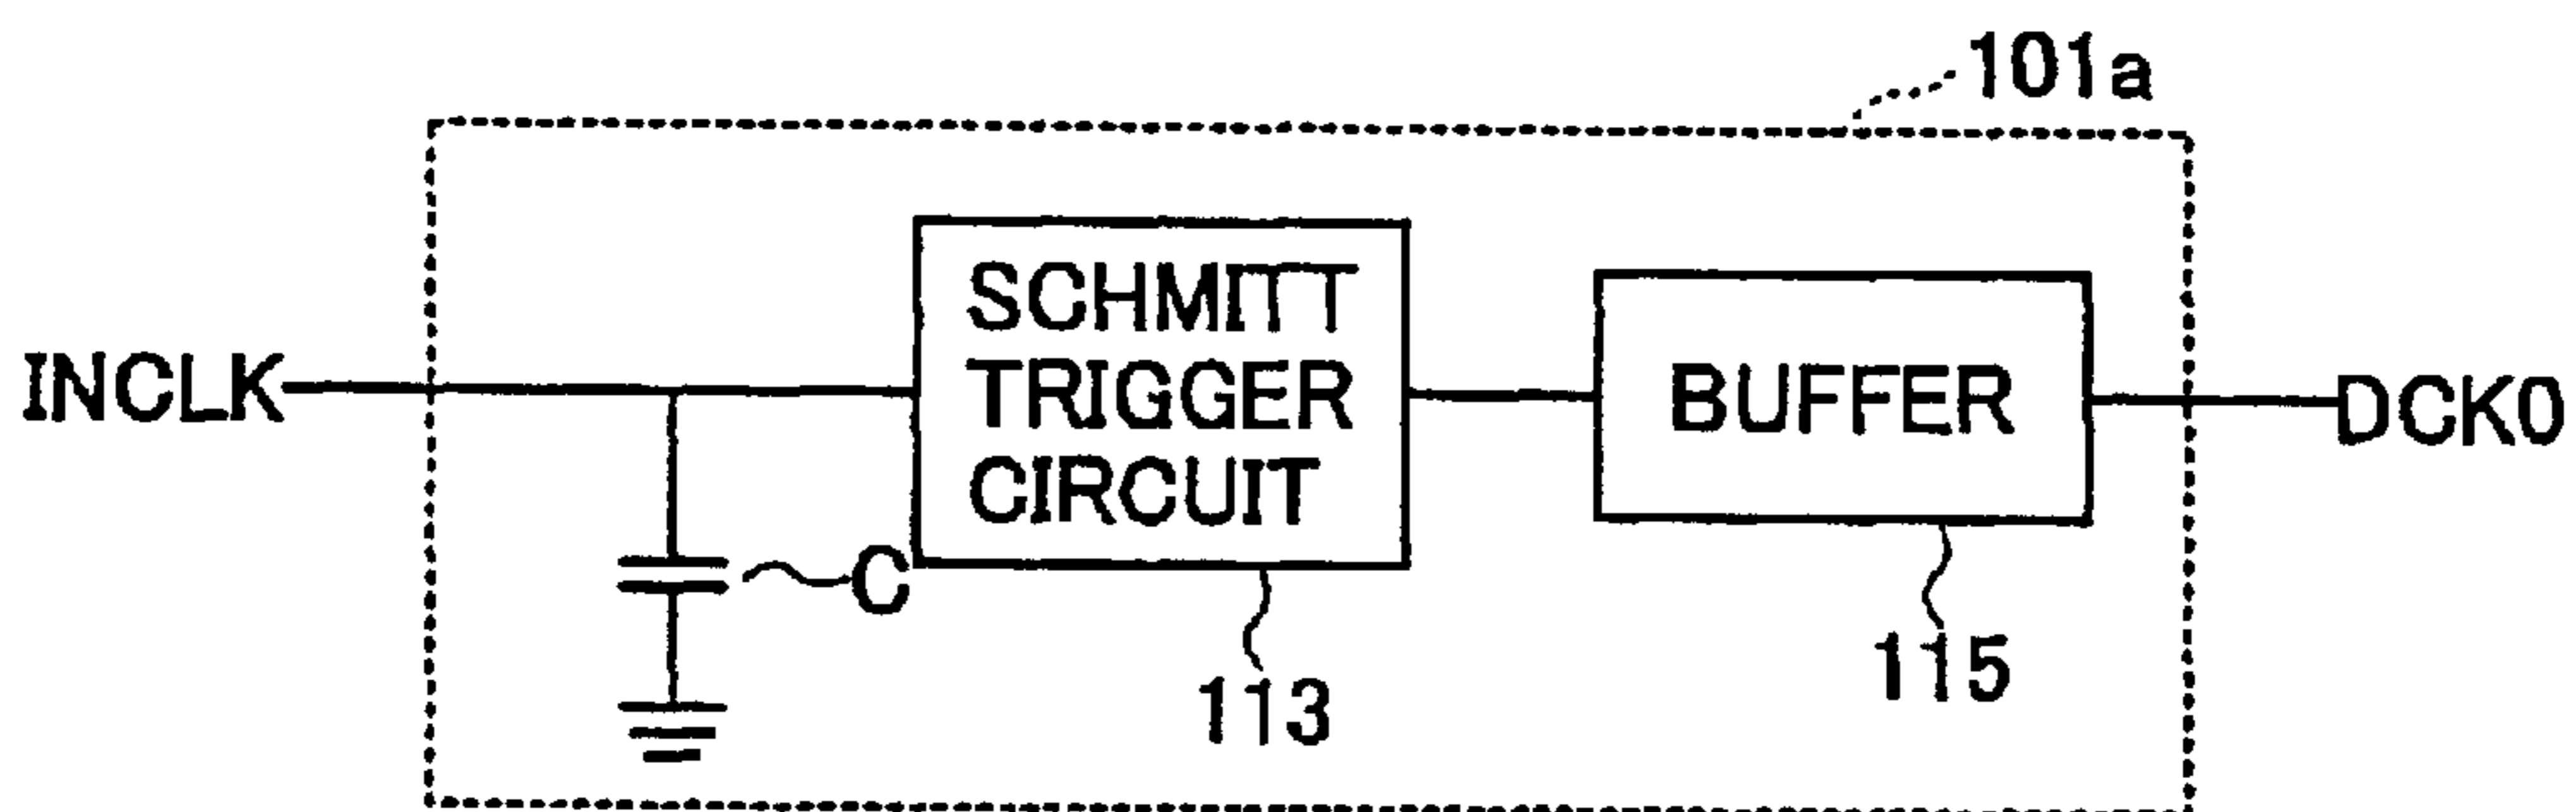 101a
INCLK
SCHMITT
TRIGGER
CIRCUIT
BUFFER
DCK0
C
113
115